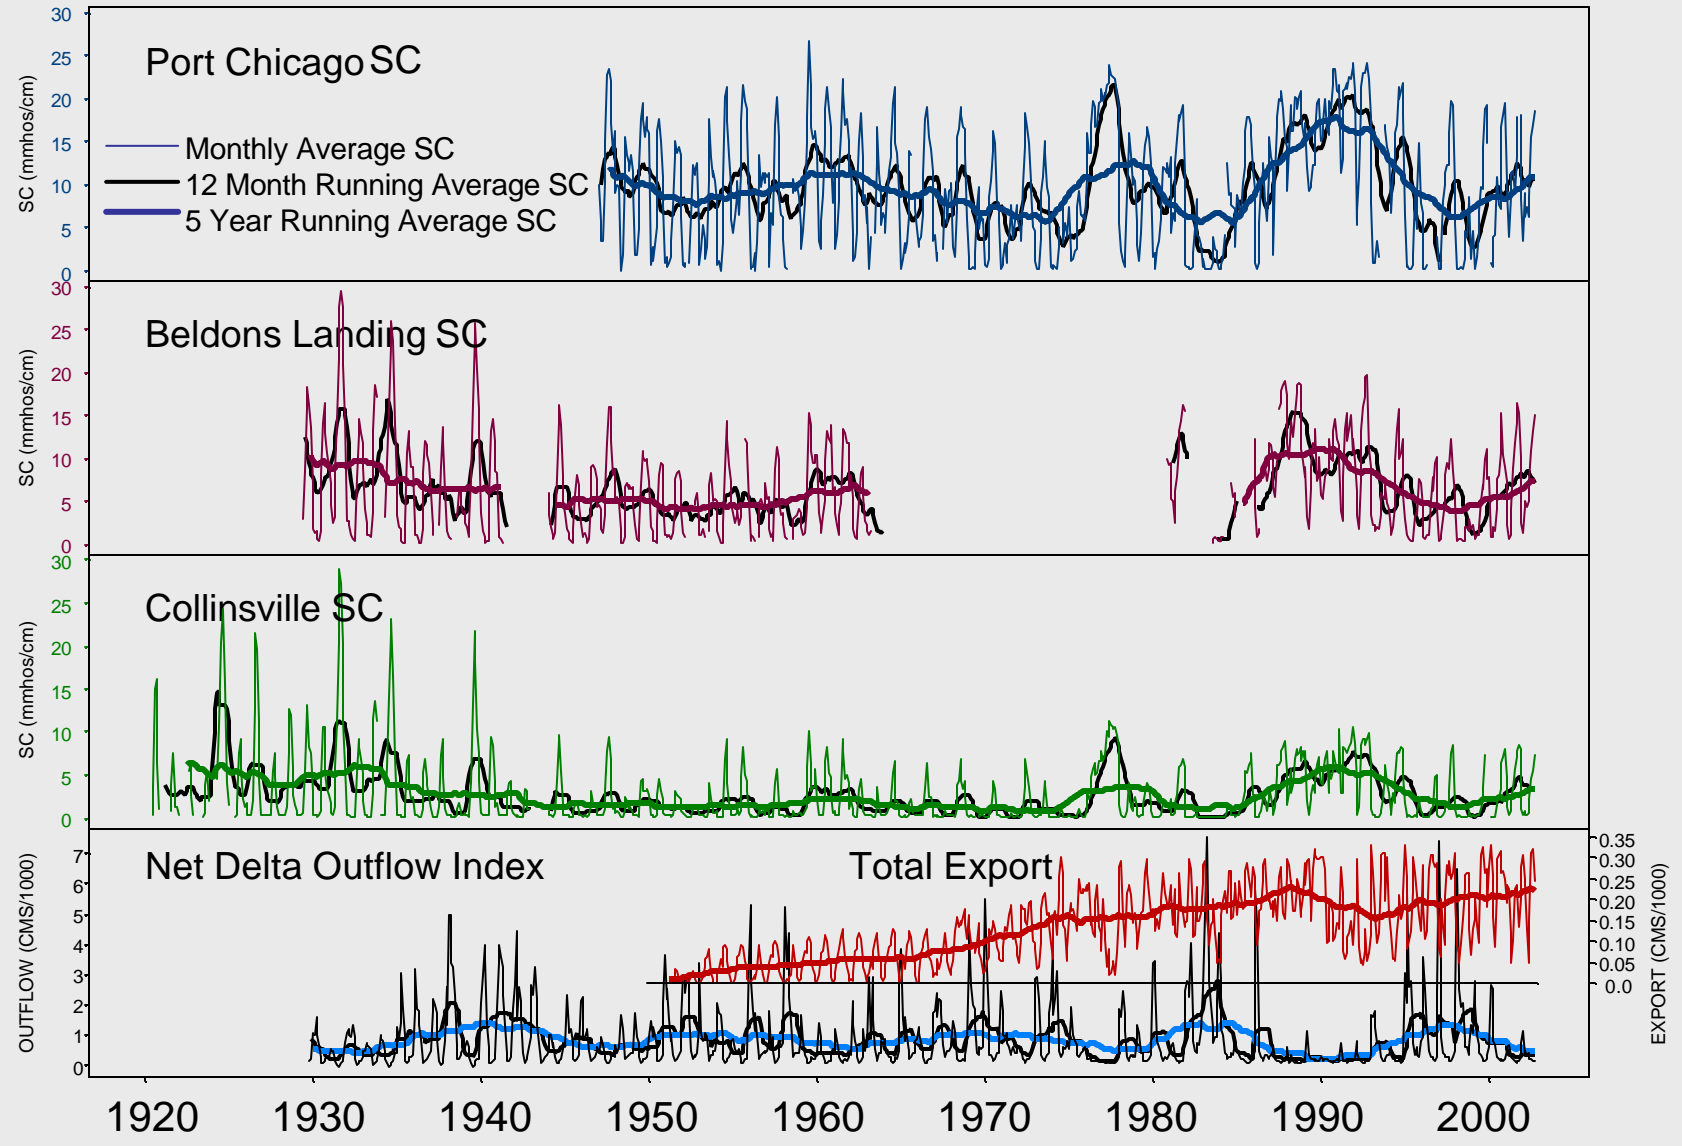 30
25
20
15
10
5
0
SC (mmhos/cm)
Port Chicago SC
Monthly Average SC
12 Month Running Average SC
5 Year Running Average SC
30
25
20
15
10
5
0
SC (mmhos/cm)
Beldons Landing SC
30
25
20
15
10
5
0
SC (mmhos/cm)
Collinsville SC
7
6
5
4
3
2
1
0
OUTFLOW (CMS/1000)
Net Delta Outflow Index
Total Export
0.35
0.30
0.25
0.20
0.15
0.10
0.05
0.0
EXPORT (CMS/1000)
1920 1930 1940 1950 1960 1970 1980 1990 2000